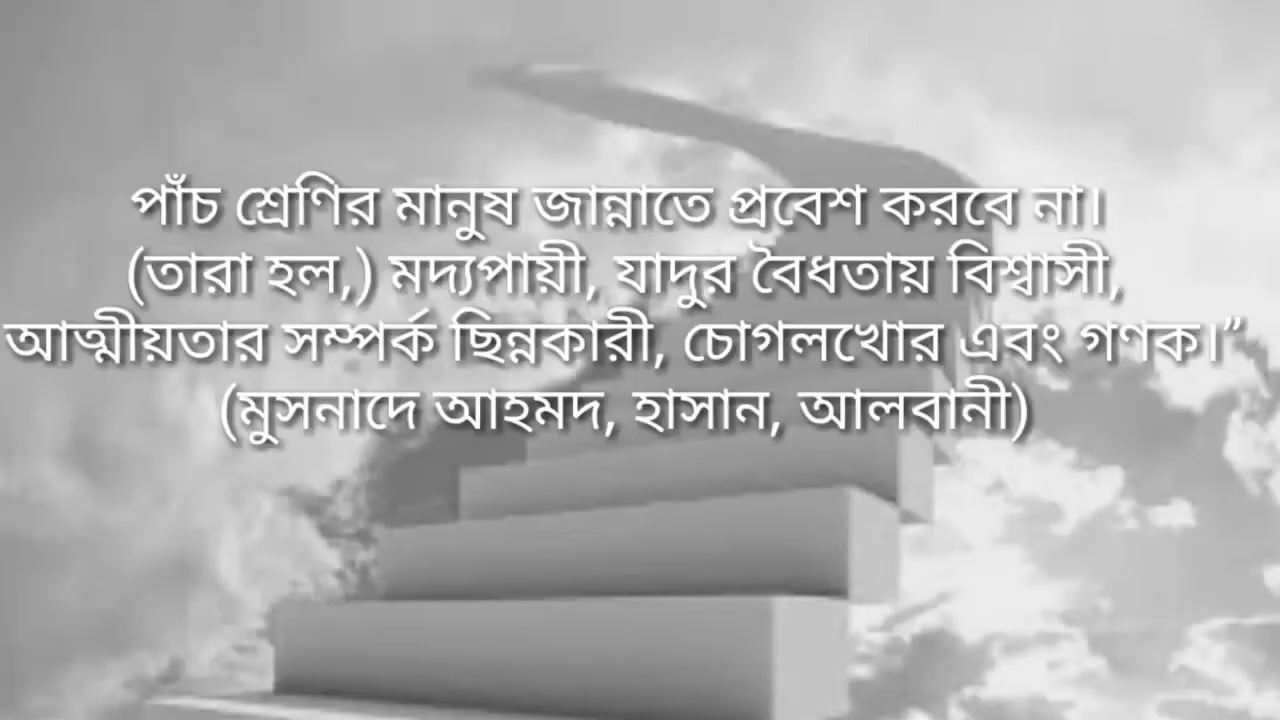 পাঁচ শ্রেণির মানুষ জান্নাতে প্রবেশ করবে না।
(তারা হল,) মদ্যপায়ী, যাদুর বৈধতায় বিশ্বাসী,
আত্মীয়তার সম্পর্ক ছিন্নকারী, চোগলখোর এবং গণক।”
(মুসনাদে আহমদ, হাসান, আলবানী)